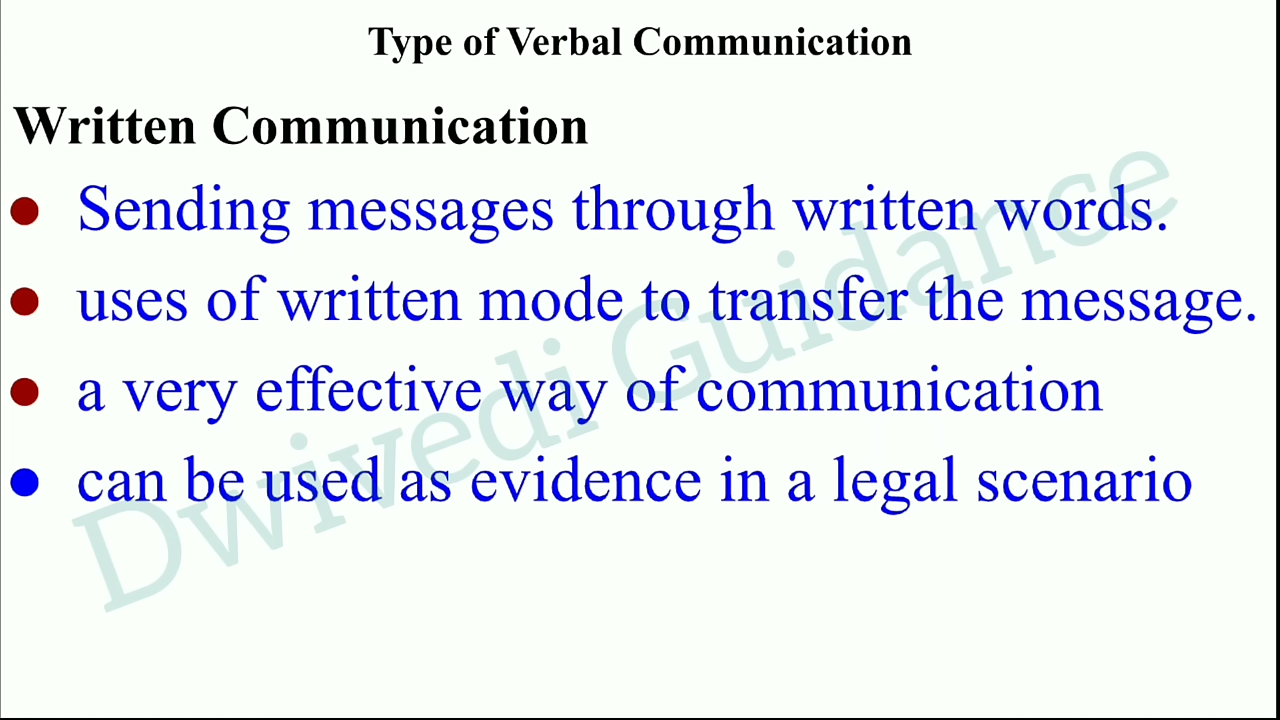 Type of Verbal Communication
Written Communication
● Sending messages through written words.
● uses of written mode to transfer the message.
● a very effective way of communication
● can be used as evidence in a legal scenario
Dwivedi Guidance